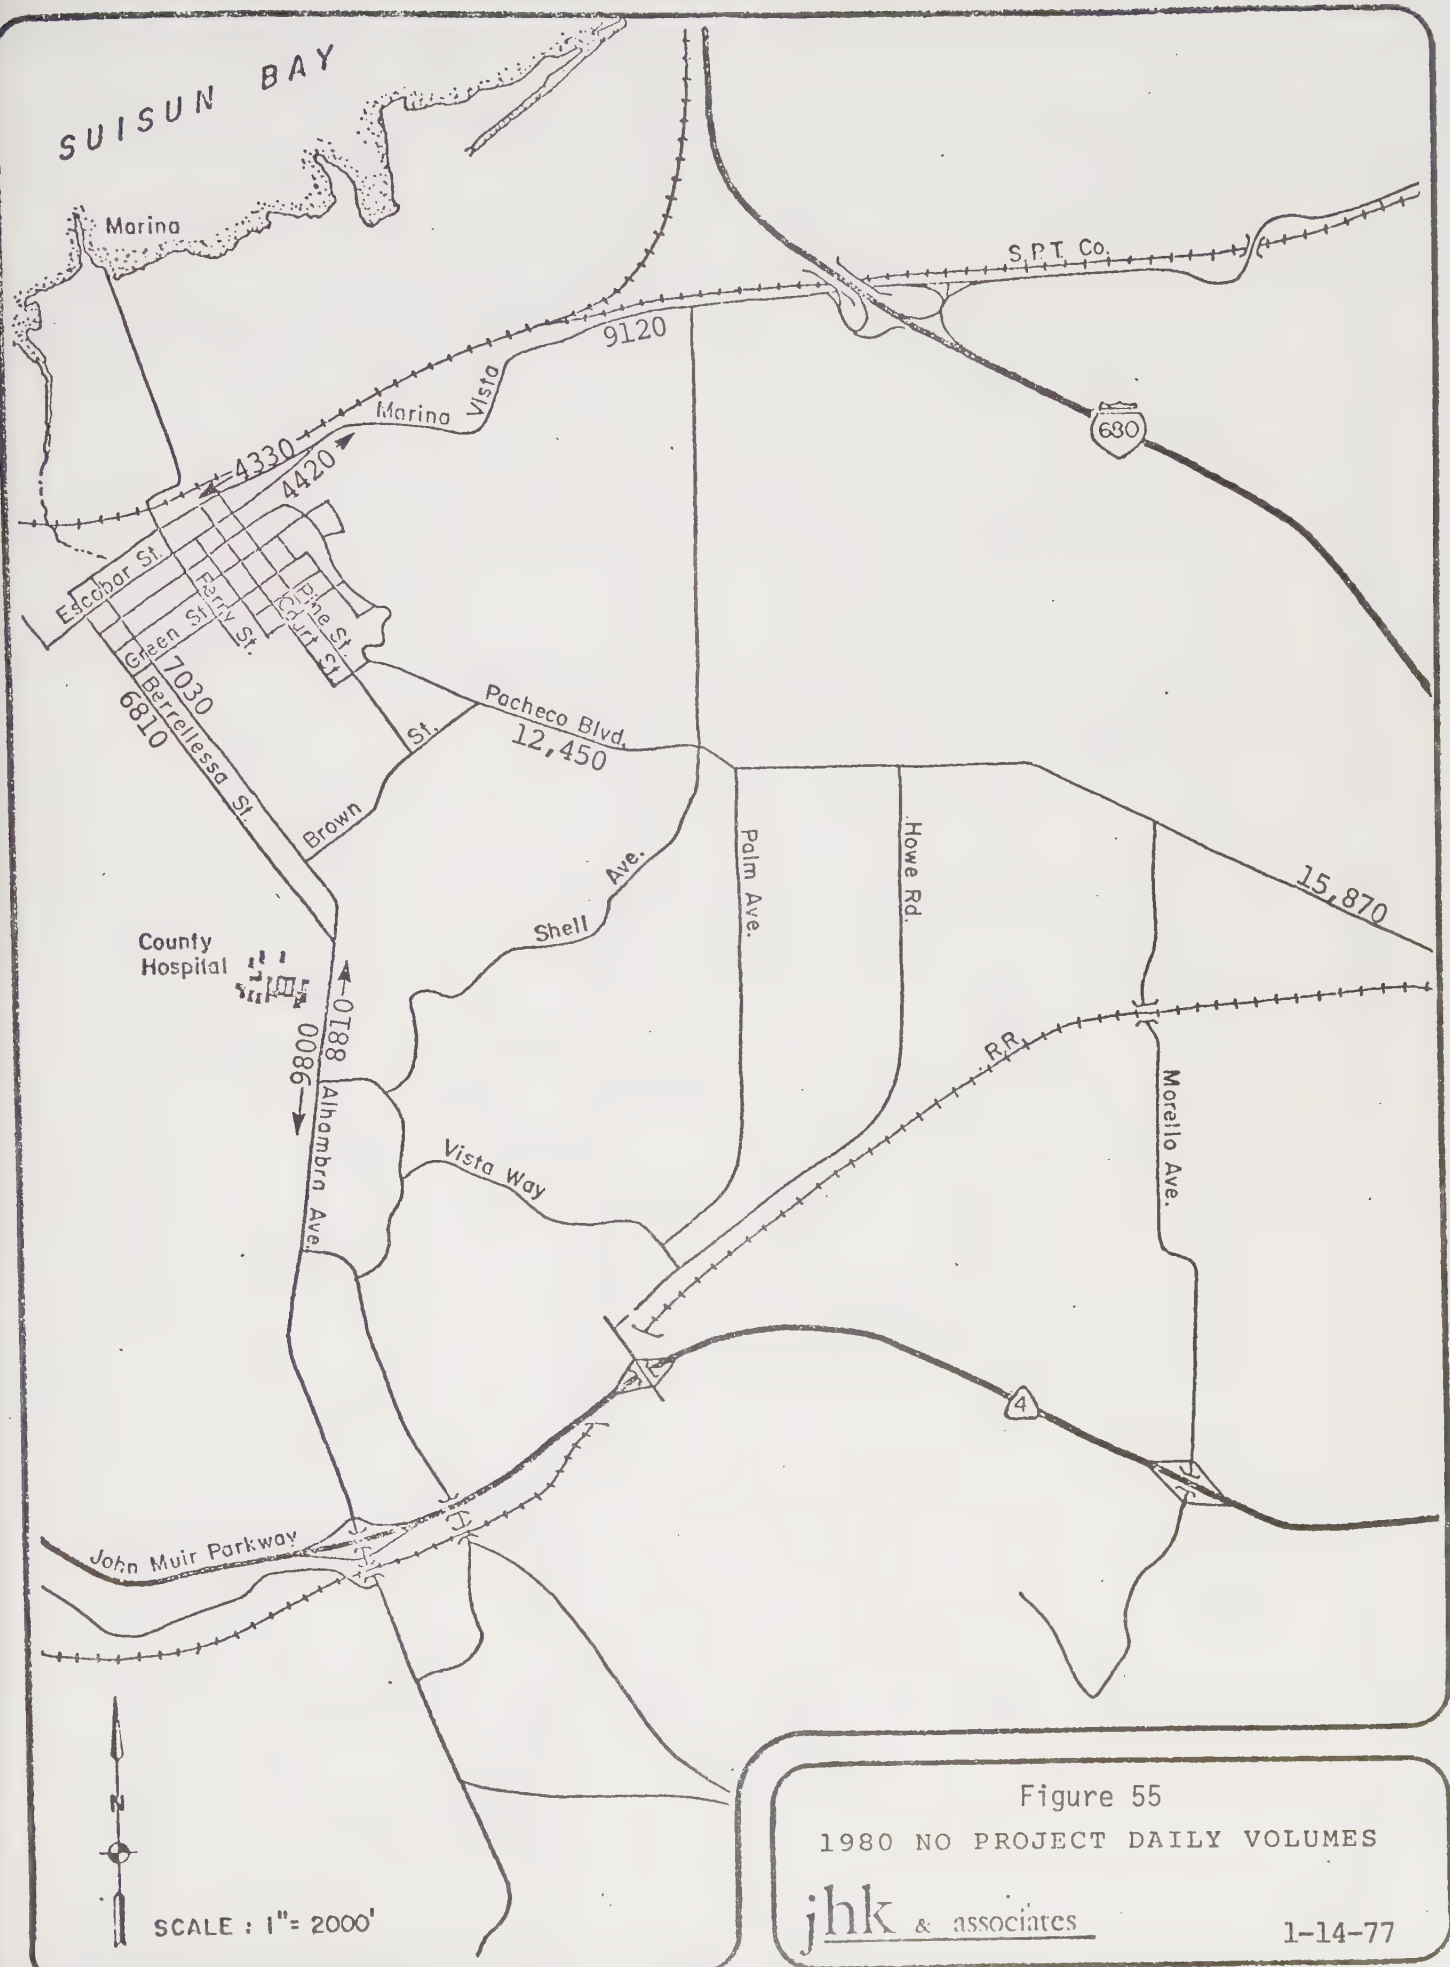 SUISUN BAY
Marina
S.P.T. Co.
9120
Marina Vista
680
4330
4420
Escobar St.
Ferry St.
Pine St.
Court St.
Green St.
7030
Berrellessa St.
6810
Pacheco Blvd.
12,450
Brown St.
Palm Ave.
Howe Rd.
15,870
Shell Ave.
County
Hospital
8810
9800
R.R.
Alhambra Ave.
Morello Ave.
Vista Way
4
John Muir Parkway
N
SCALE : 1"= 2000'
Figure 55
1980 NO PROJECT DAILY VOLUMES
jhk & associates
1-14-77